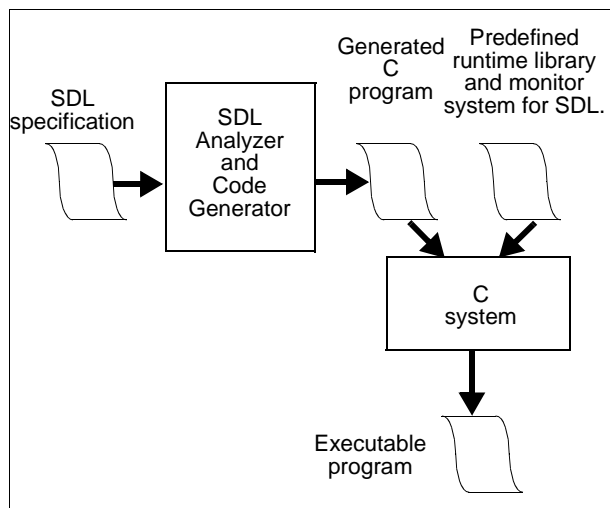 SDL
specification
SDL
Analyzer
and
Code
Generator
Generated
C
program
Predefined
runtime library
and monitor
system for SDL.
C
system
Executable
program